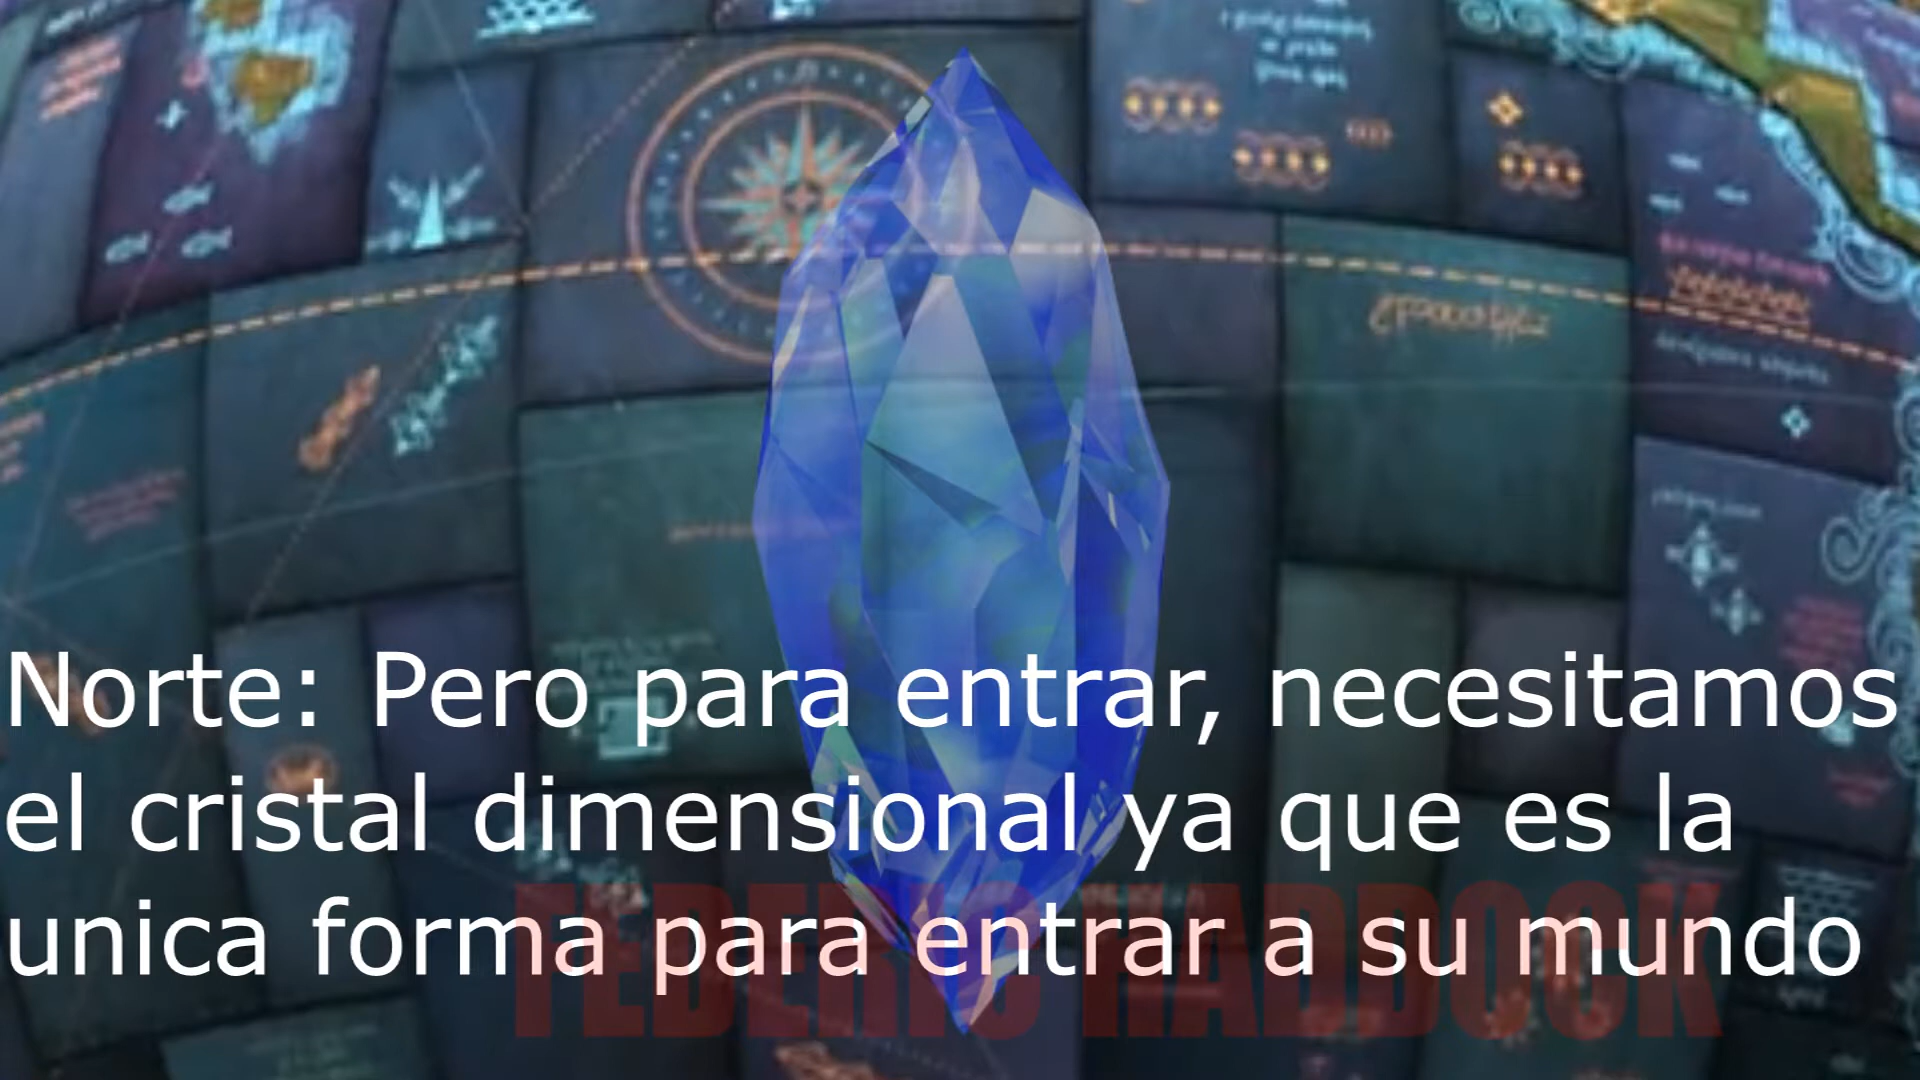 Norte: Pero para entrar, necesitamos
el cristal dimensional ya que es la
unica forma para entrar a su mundo
FEDERIC HADDOCK